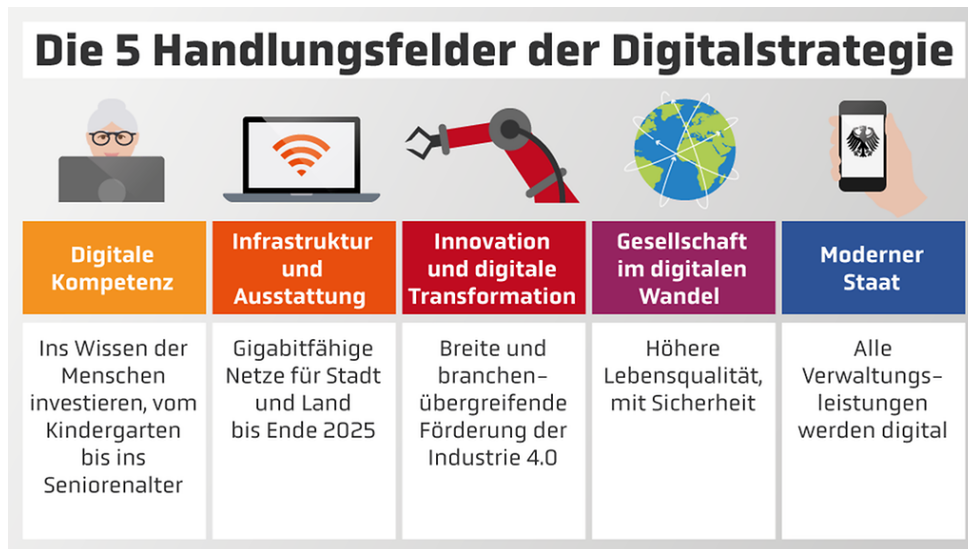 Die 5 Handlungsfelder der Digitalstrategie
Digitale
Kompetenz
Ins Wissen der
Menschen
investieren, vom
Kindergarten
bis ins
Seniorenalter
Infrastruktur
und
Ausstattung
Gigabitfähige
Netze für Stadt
und Land
bis Ende 2025
Innovation
und digitale
Transformation
Breite und
branchen-
übergreifende
Förderung der
Industrie 4.0
Gesellschaft
im digitalen
Wandel
Höhere
Lebensqualität,
mit Sicherheit
Moderner
Staat
Alle
Verwaltungs-
leistungen
werden digital